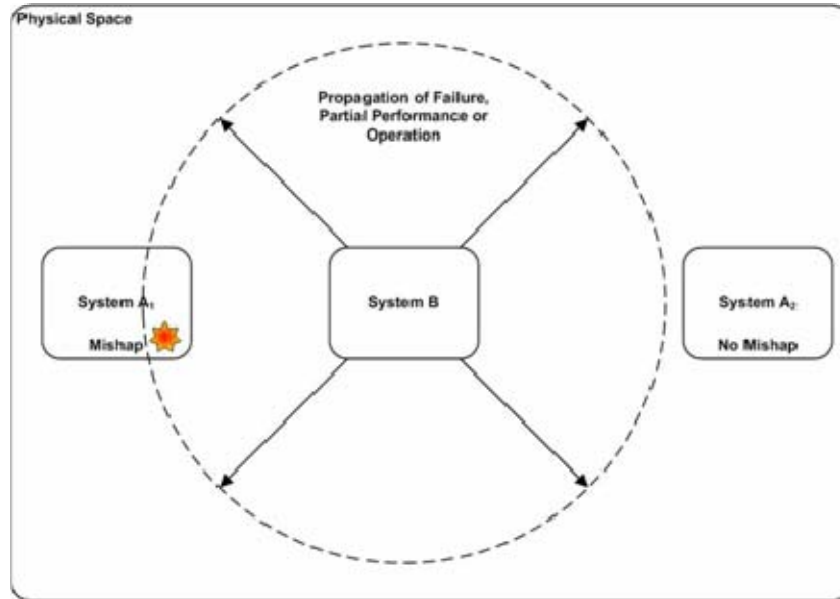 Physical Space
Propagation of Failure,
Partial Performance or
Operation
System A₁
System B
System A₂
Mishap
No Mishap